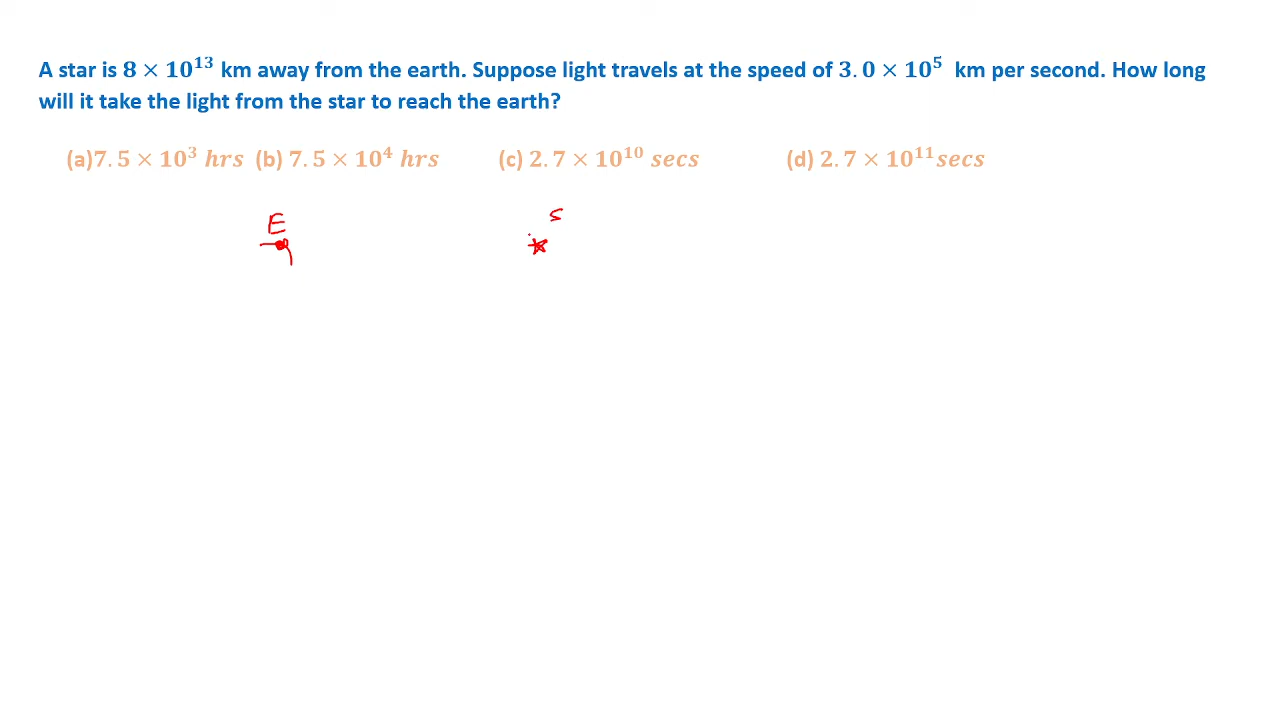 A star is 8 × 10¹³ km away from the earth. Suppose light travels at the speed of 3.0 × 10⁵ km per second. How long
will it take the light from the star to reach the earth?
(a)7.5 × 10³ hrs (b) 7.5 × 10⁴ hrs (c) 2.7 × 10¹⁰ secs (d) 2.7 × 10¹¹secs
E S